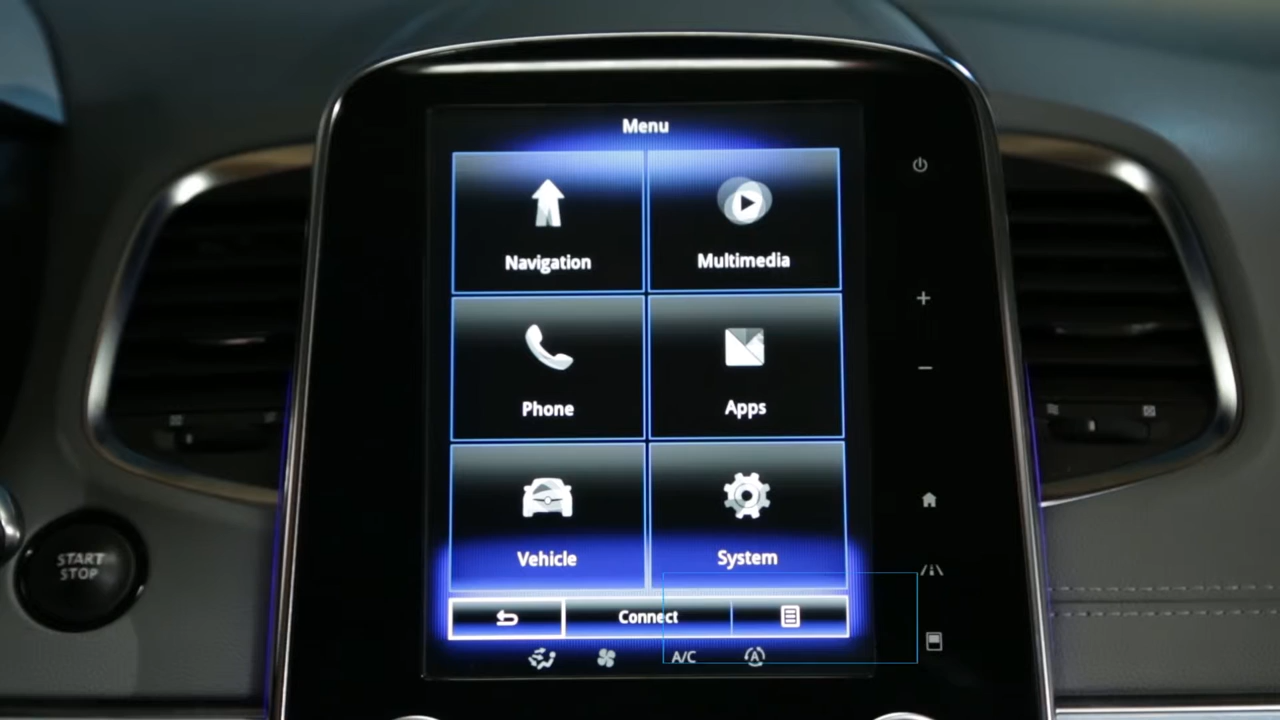 Menu
Navigation
Multimedia
Phone
Apps
Vehicle
System
START
STOP
Connect
A/C
A